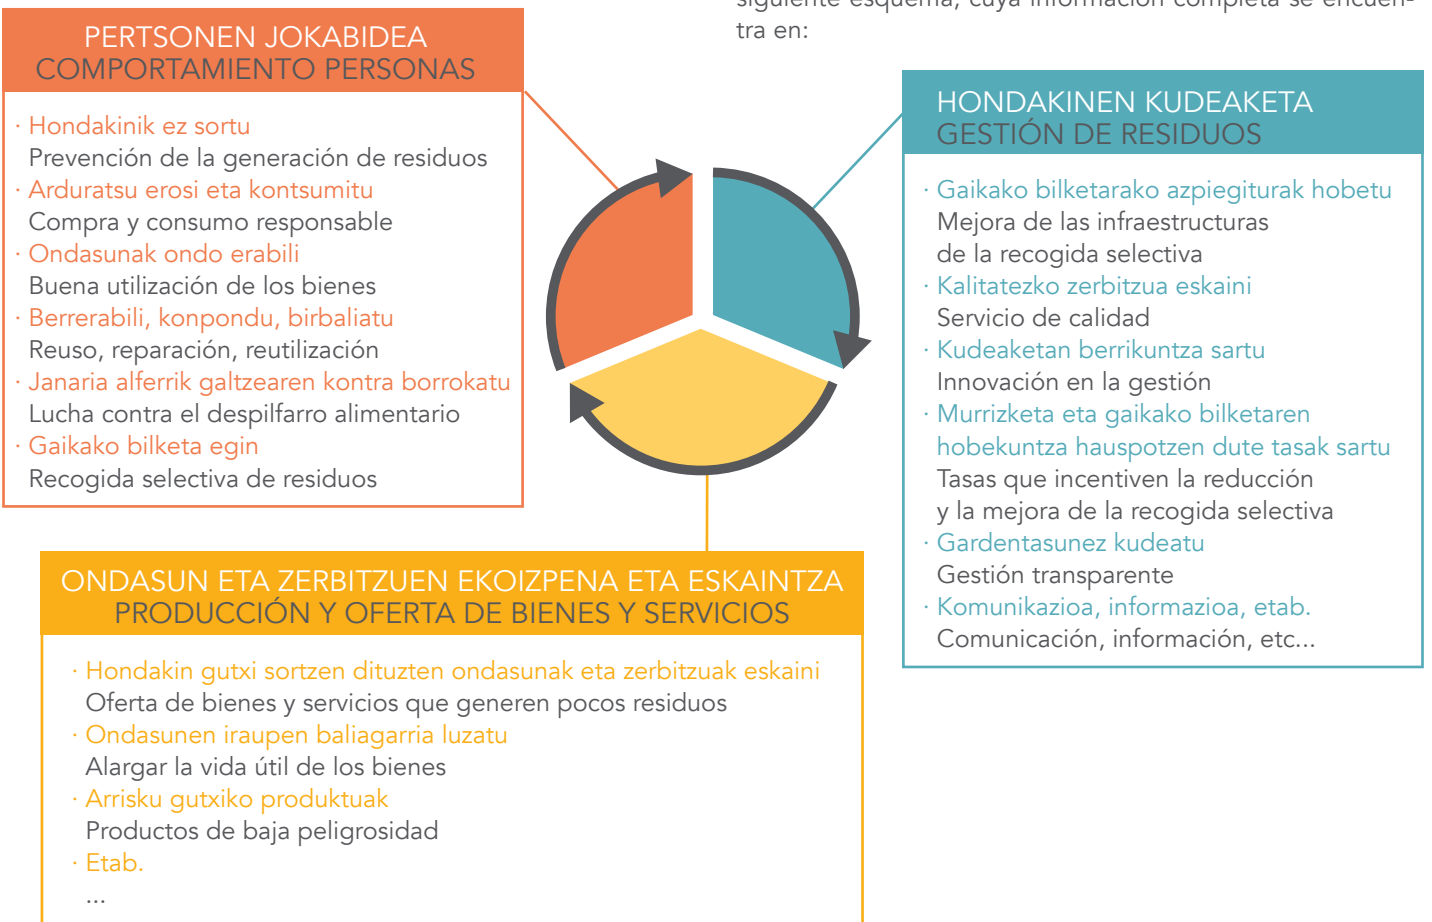 siguiente esquema, cuya información completa se encuen-
tra en:
PERTSONEN JOKABIDEA
COMPORTAMIENTO PERSONAS
· Hondakinik ez sortu
Prevención de la generación de residuos
· Arduratsu erosi eta kontsumitu
Compra y consumo responsable
· Ondasunak ondo erabili
Buena utilización de los bienes
· Berrerabili, konpondu, birbaliatu
Reuso, reparación, reutilización
· Janaria alferrik galtzearen kontra borrokatu
Lucha contra el despilfarro alimentario
· Gaikako bilketa egin
Recogida selectiva de residuos
HONDAKINEN KUDEAKETA
GESTIÓN DE RESIDUOS
· Gaikako bilketarako azpiegiturak hobetu
Mejora de las infraestructuras
de la recogida selectiva
· Kalitatezko zerbitzua eskaini
Servicio de calidad
· Kudeaketan berrikuntza sartu
Innovación en la gestión
· Murrizketa eta gaikako bilketaren
hobekuntza hauspotzen dute tasak sartu
Tasas que incentiven la reducción
y la mejora de la recogida selectiva
· Gardentasunez kudeatu
Gestión transparente
· Komunikazioa, informazioa, etab.
Comunicación, información, etc...
ONDASUN ETA ZERBITZUEN EKOIZPENA ETA ESKAINTZA
PRODUCCIÓN Y OFERTA DE BIENES Y SERVICIOS
· Hondakin gutxi sortzen dituzten ondasunak eta zerbitzuak eskaini
Oferta de bienes y servicios que generen pocos residuos
· Ondasunen iraupen baliagarria luzatu
Alargar la vida útil de los bienes
· Arrisku gutxiko produktuak
Productos de baja peligrosidad
· Etab.
...